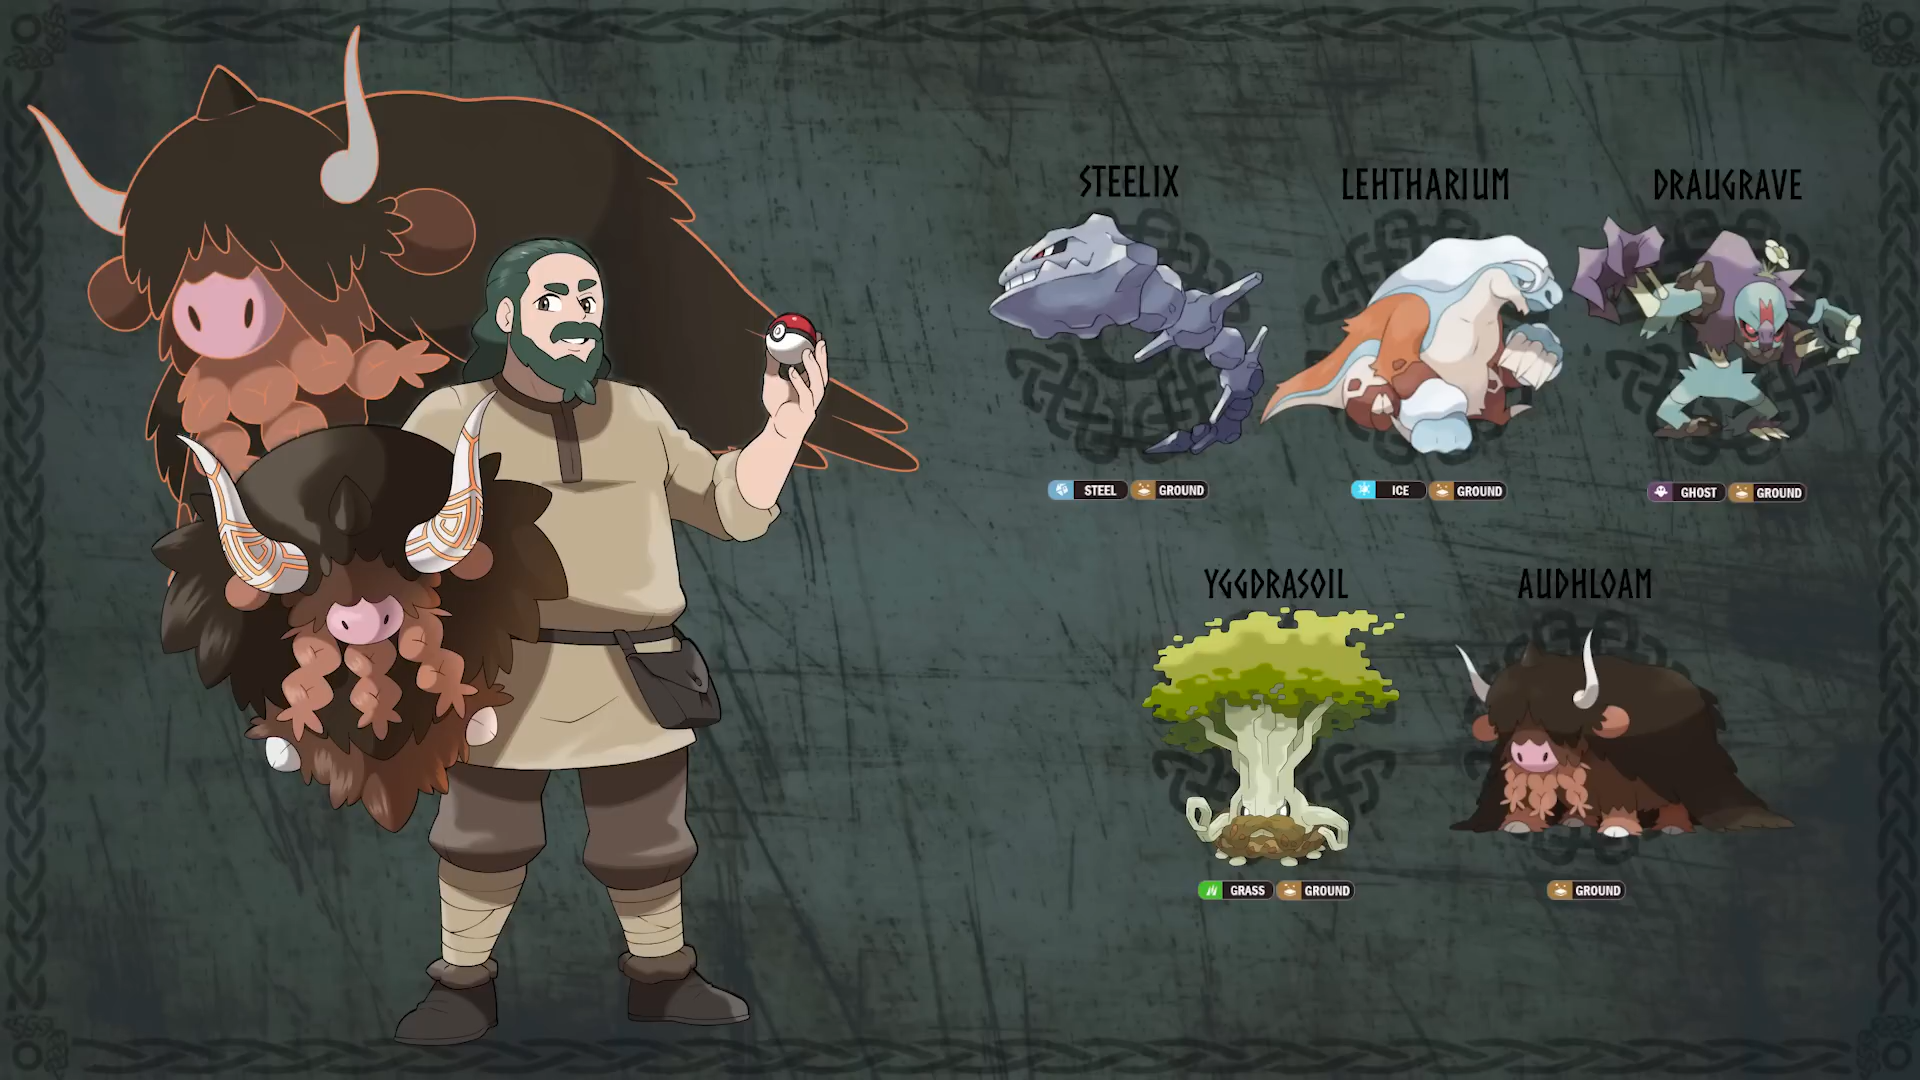 STEELIX
LEHTHARIUM
DRAUGRAVE
STEEL GROUND
ICE GROUND
GHOST GROUND
YGGDRASOIL
AUDHLOAM
GRASS GROUND
GROUND